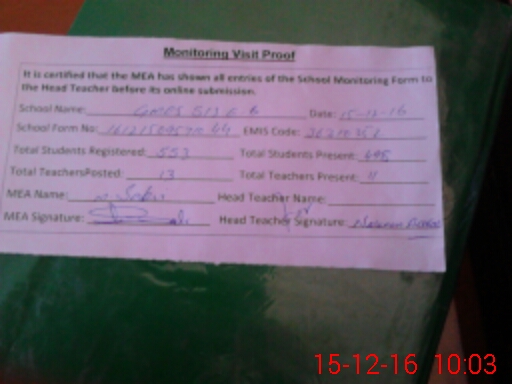 Monitoring Visit Proof
It is certified that the MEA has shown all entries of the School Monitoring Form to
the Head Teacher before its online submission.
School Name: Date: 15-12-16
School Form No: EMIS Code:
Total Students Registered: 553 Total Students Present: 495
Total TeachersPosted: 13 Total Teachers Present: 11
MEA Name: Head Teacher Name:
MEA Signature: Head Teacher Signature:
15-12-16 10:03